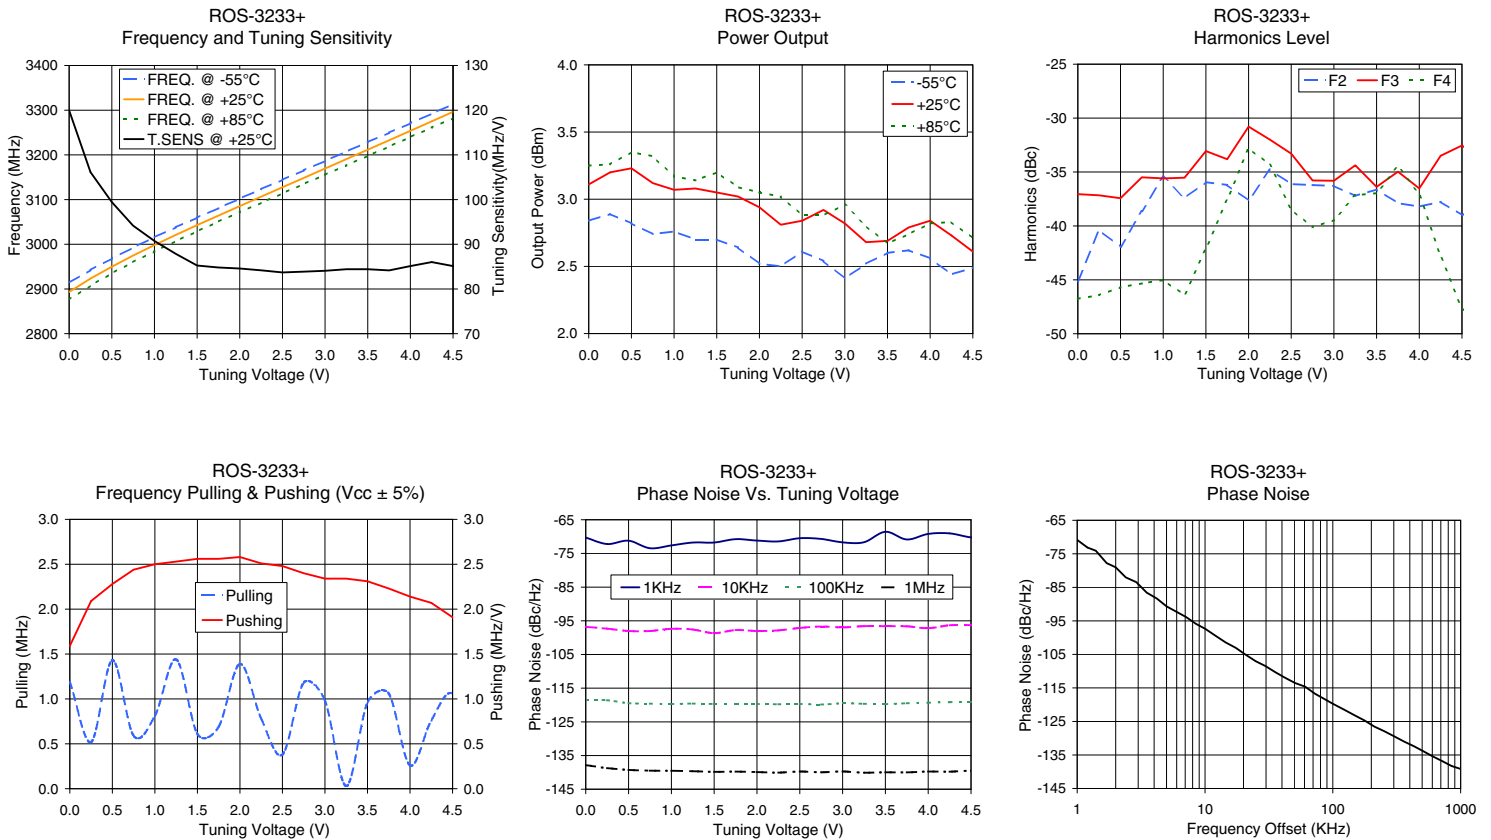 ROS-3233+
Frequency and Tuning Sensitivity
3400
3300
3200
3100
3000
2900
2800
Frequency (MHz)
130
120
110
100
90
80
70
Tuning Sensitivity(MHz/V)
FREQ. @ -55°C
FREQ. @ +25°C
FREQ. @ +85°C
T.SENS @ +25°C
0.0 0.5 1.0 1.5 2.0 2.5 3.0 3.5 4.0 4.5
Tuning Voltage (V)
ROS-3233+
Power Output
4.0
3.5
3.0
2.5
2.0
Output Power (dBm)
-55°C
+25°C
+85°C
0.0 0.5 1.0 1.5 2.0 2.5 3.0 3.5 4.0 4.5
Tuning Voltage (V)
ROS-3233+
Harmonics Level
-25
-30
-35
-40
-45
-50
Harmonics (dBc)
F2 F3 F4
0.0 0.5 1.0 1.5 2.0 2.5 3.0 3.5 4.0 4.5
Tuning Voltage (V)
ROS-3233+
Frequency Pulling & Pushing (Vcc ± 5%)
3.0
2.5
2.0
1.5
1.0
0.5
0.0
Pulling (MHz)
3.0
2.5
2.0
1.5
1.0
0.5
0.0
Pushing (MHz/V)
Pulling
Pushing
0.0 0.5 1.0 1.5 2.0 2.5 3.0 3.5 4.0 4.5
Tuning Voltage (V)
ROS-3233+
Phase Noise Vs. Tuning Voltage
-65
-75
-85
-95
-105
-115
-125
-135
-145
Phase Noise (dBc/Hz)
1KHz 10KHz 100KHz 1MHz
0.0 0.5 1.0 1.5 2.0 2.5 3.0 3.5 4.0 4.5
Tuning Voltage (V)
ROS-3233+
Phase Noise
-65
-75
-85
-95
-105
-115
-125
-135
-145
Phase Noise (dBc/Hz)
1 10 100 1000
Frequency Offset (KHz)